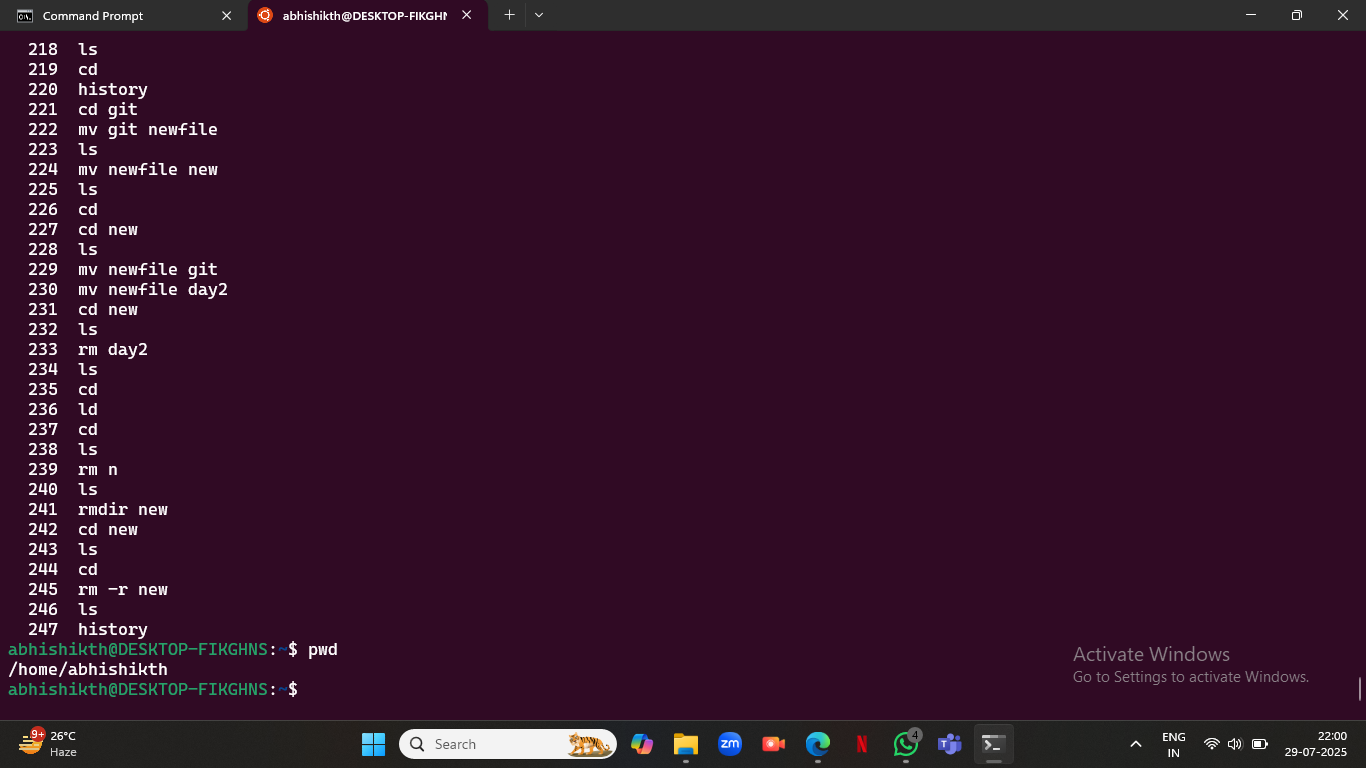 Command Prompt
abhishikth@DESKTOP-FIKGHN
218 ls
219 cd
220 history
221 cd git
222 mv git newfile
223 ls
224 mv newfile new
225 ls
226 cd
227 cd new
228 ls
229 mv newfile git
230 mv newfile day2
231 cd new
232 ls
233 rm day2
234 ls
235 cd
236 ld
237 cd
238 ls
239 rm n
240 ls
241 rmdir new
242 cd new
243 ls
244 cd
245 rm -r new
246 ls
247 history
abhishikth@DESKTOP-FIKGHNS:~$ pwd
/home/abhishikth
abhishikth@DESKTOP-FIKGHNS:~$
Activate Windows
Go to Settings to activate Windows.
9+
26°C
Haze
Search
zm
N
4
ENG
IN
22:00
29-07-2025